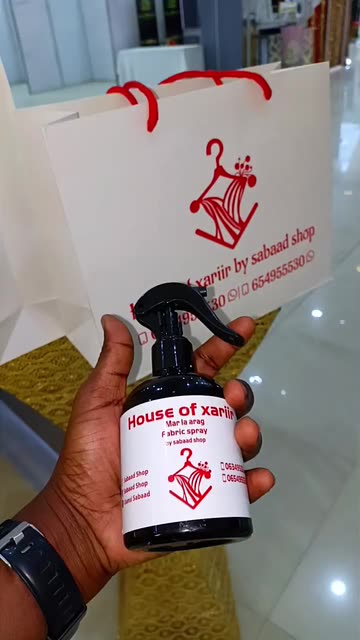 xariir by sabaad shop
654955530
House of xariir
Mar la arag
Fabric spray
by sabaad shop
Sabaad Shop
Sabaad Shop
Sabaad